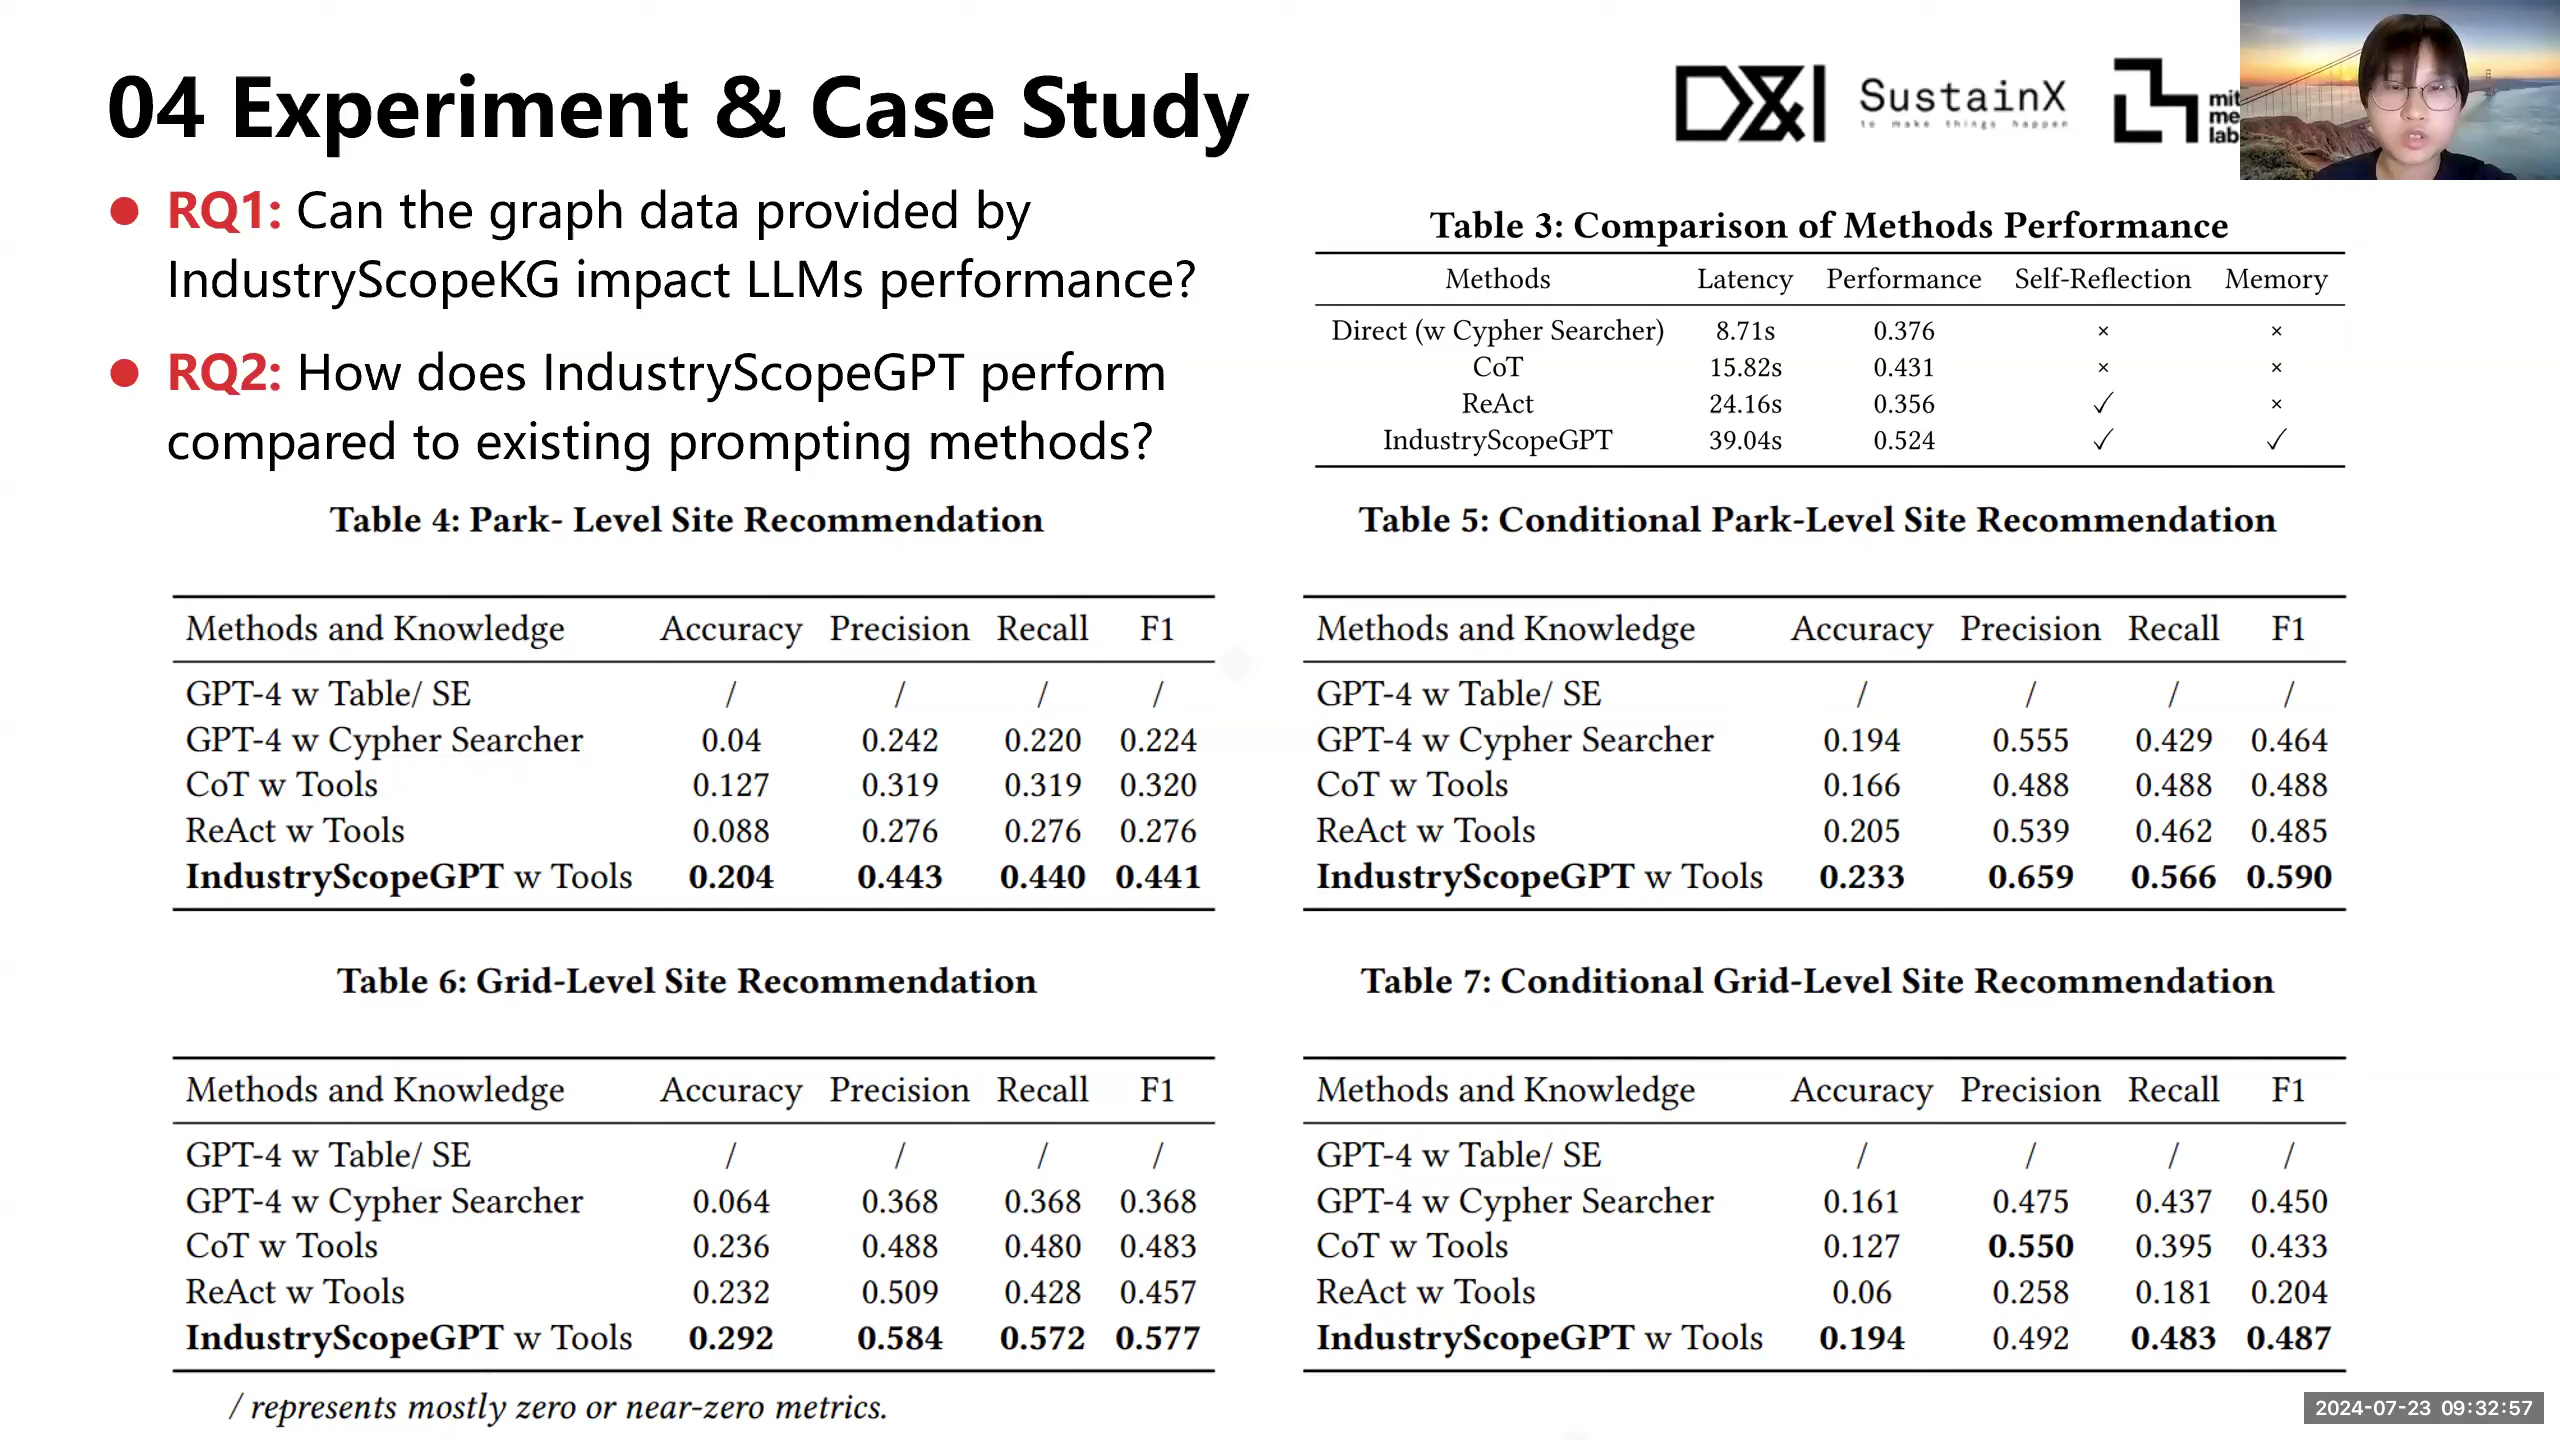 04 Experiment & Case Study
D&I
SustainX
to make things happen
mit
me
lab
RQ1: Can the graph data provided by
IndustryScopeKG impact LLMs performance?
RQ2: How does IndustryScopeGPT perform
compared to existing prompting methods?
Table 3: Comparison of Methods Performance
Methods Latency Performance Self-Reflection Memory
Direct (w Cypher Searcher) 8.71s 0.376 × ×
CoT 15.82s 0.431 × ×
ReAct 24.16s 0.356 ✓ ×
IndustryScopeGPT 39.04s 0.524 ✓ ✓
Table 4: Park- Level Site Recommendation
Methods and Knowledge Accuracy Precision Recall F1
GPT-4 w Table/ SE / / / /
GPT-4 w Cypher Searcher 0.04 0.242 0.220 0.224
CoT w Tools 0.127 0.319 0.319 0.320
ReAct w Tools 0.088 0.276 0.276 0.276
IndustryScopeGPT w Tools 0.204 0.443 0.440 0.441
Table 5: Conditional Park-Level Site Recommendation
Methods and Knowledge Accuracy Precision Recall F1
GPT-4 w Table/ SE / / / /
GPT-4 w Cypher Searcher 0.194 0.555 0.429 0.464
CoT w Tools 0.166 0.488 0.488 0.488
ReAct w Tools 0.205 0.539 0.462 0.485
IndustryScopeGPT w Tools 0.233 0.659 0.566 0.590
Table 6: Grid-Level Site Recommendation
Methods and Knowledge Accuracy Precision Recall F1
GPT-4 w Table/ SE / / / /
GPT-4 w Cypher Searcher 0.064 0.368 0.368 0.368
CoT w Tools 0.236 0.488 0.480 0.483
ReAct w Tools 0.232 0.509 0.428 0.457
IndustryScopeGPT w Tools 0.292 0.584 0.572 0.577
/ represents mostly zero or near-zero metrics.
Table 7: Conditional Grid-Level Site Recommendation
Methods and Knowledge Accuracy Precision Recall F1
GPT-4 w Table/ SE / / / /
GPT-4 w Cypher Searcher 0.161 0.475 0.437 0.450
CoT w Tools 0.127 0.550 0.395 0.433
ReAct w Tools 0.06 0.258 0.181 0.204
IndustryScopeGPT w Tools 0.194 0.492 0.483 0.487
2024-07-23 09:32:57